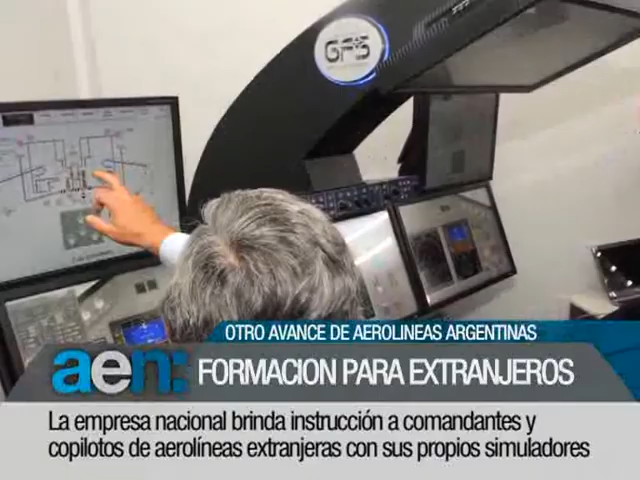 GFS
OTRO AVANCE DE AEROLINEAS ARGENTINAS
aen:
FORMACION PARA EXTRANJEROS
La empresa nacional brinda instrucción a comandantes y
copilotos de aerolíneas extranjeras con sus propios simuladores